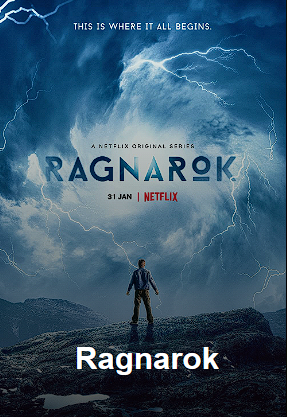 THIS IS WHERE IT ALL BEGINS.
A NETFLIX ORIGINAL SERIES
RAGNAROK
31 JAN | NETFLIX
Ragnarok